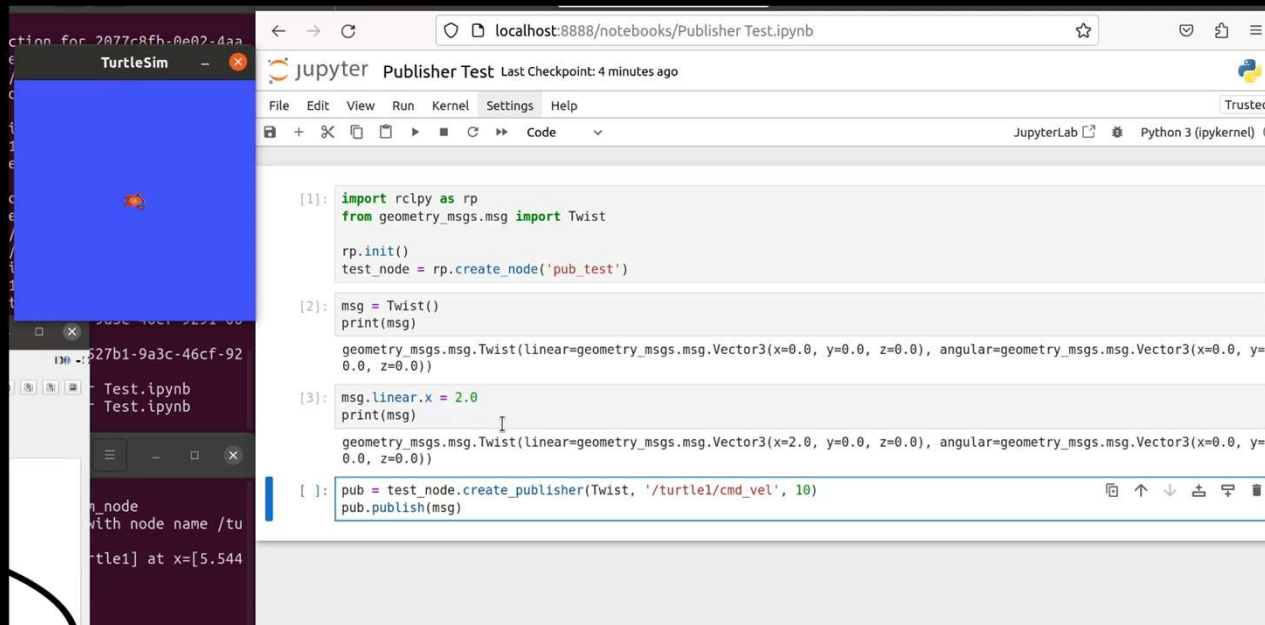 ction for 2077c8fb-0e02-4aa
TurtleSim
localhost:8888/notebooks/Publisher Test.ipynb
jupyter Publisher Test Last Checkpoint: 4 minutes ago
File Edit View Run Kernel Settings Help
Trusted
Code
JupyterLab
Python 3 (ipykernel)
[1]: import rclpy as rp
from geometry_msgs.msg import Twist
rp.init()
test_node = rp.create_node('pub_test')
[2]: msg = Twist()
print(msg)
geometry_msgs.msg.Twist(linear=geometry_msgs.msg.Vector3(x=0.0, y=0.0, z=0.0), angular=geometry_msgs.msg.Vector3(x=0.0, y=
0.0, z=0.0))
[3]: msg.linear.x = 2.0
print(msg)
geometry_msgs.msg.Twist(linear=geometry_msgs.msg.Vector3(x=2.0, y=0.0, z=0.0), angular=geometry_msgs.msg.Vector3(x=0.0, y=
0.0, z=0.0))
[ ]: pub = test_node.create_publisher(Twist, '/turtle1/cmd_vel', 10)
pub.publish(msg)
527b1-9a3c-46cf-92
r Test.ipynb
r Test.ipynb
m_node
with node name /tu
rtle1] at x=[5.544